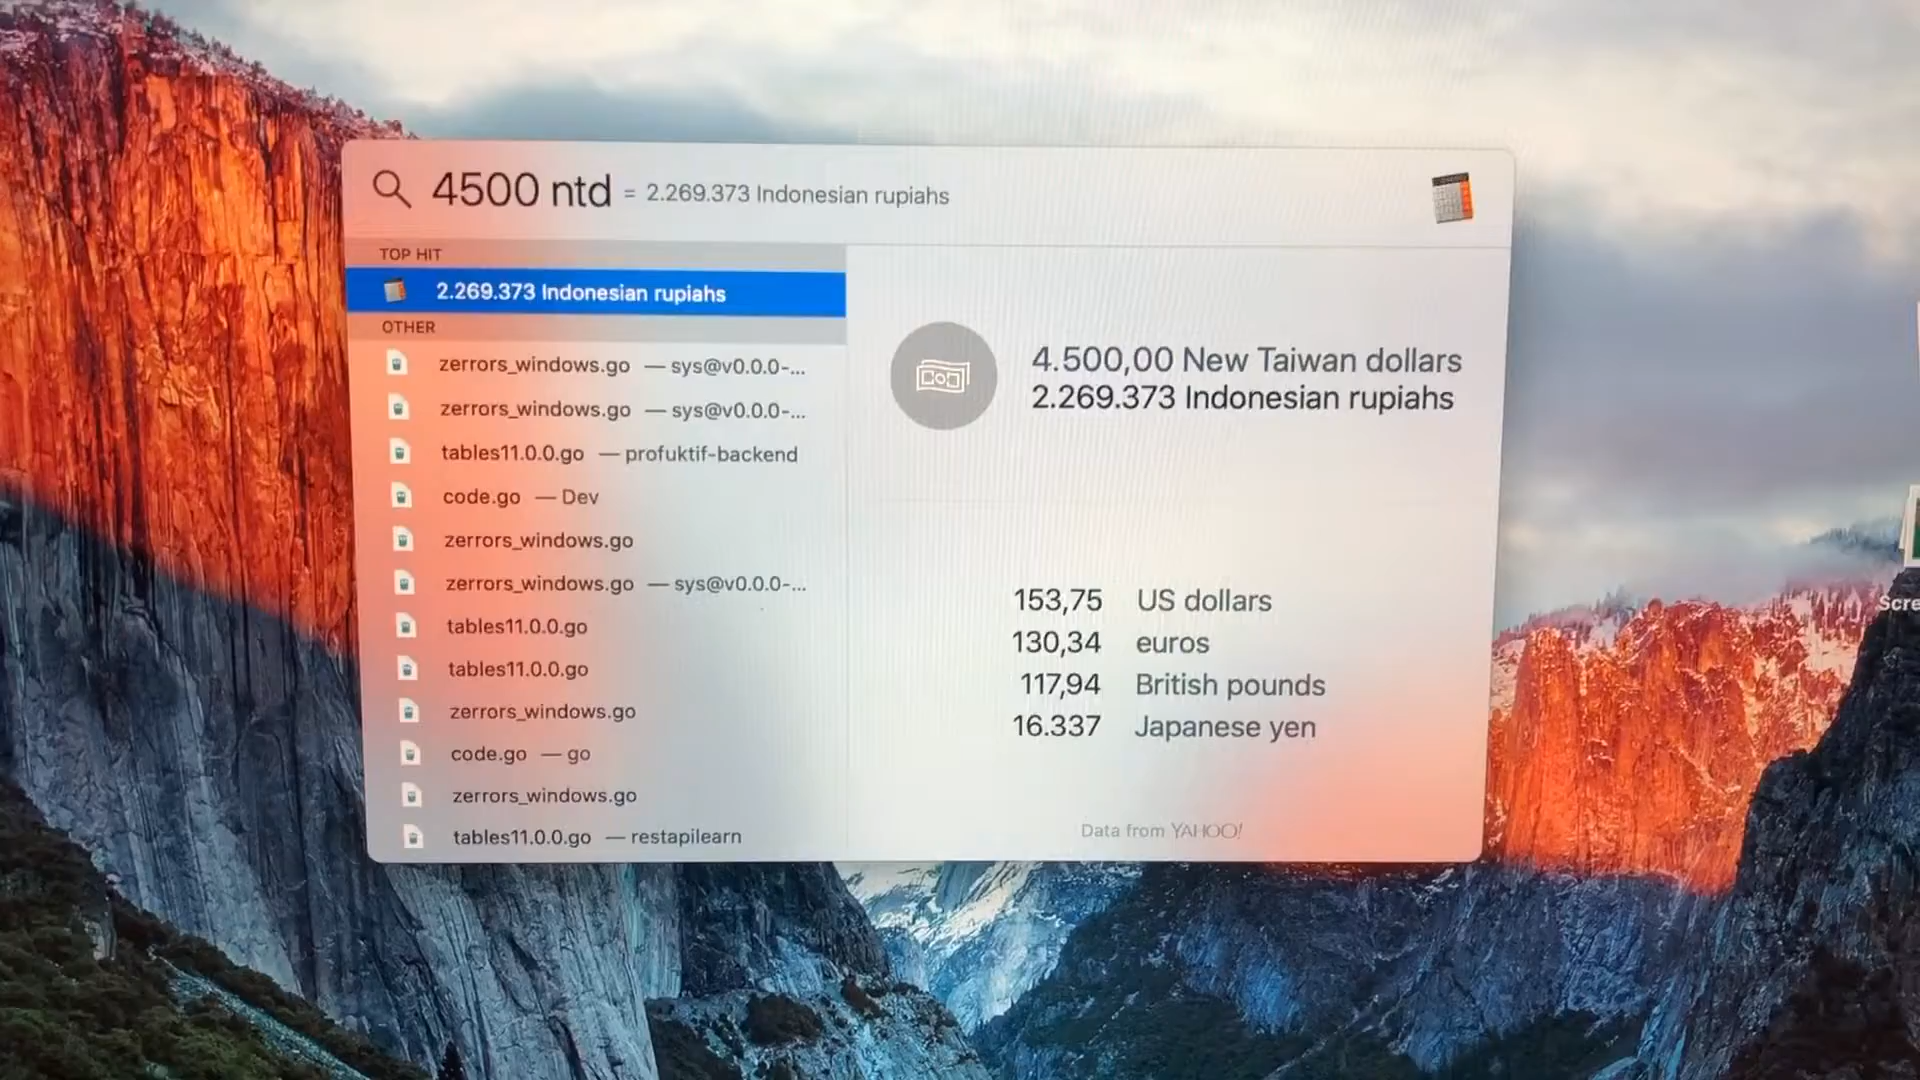 4500 ntd = 2.269.373 Indonesian rupiahs
TOP HIT
2.269.373 Indonesian rupiahs
OTHER
zerrors_windows.go — sys@v0.0.0-...
zerrors_windows.go — sys@v0.0.0-...
tables11.0.0.go — profuktif-backend
code.go — Dev
zerrors_windows.go
zerrors_windows.go — sys@v0.0.0-...
tables11.0.0.go
tables11.0.0.go
zerrors_windows.go
code.go — go
zerrors_windows.go
tables11.0.0.go — restapilearn
4.500,00 New Taiwan dollars
2.269.373 Indonesian rupiahs
153,75 US dollars
130,34 euros
117,94 British pounds
16.337 Japanese yen
Data from YAHOO!